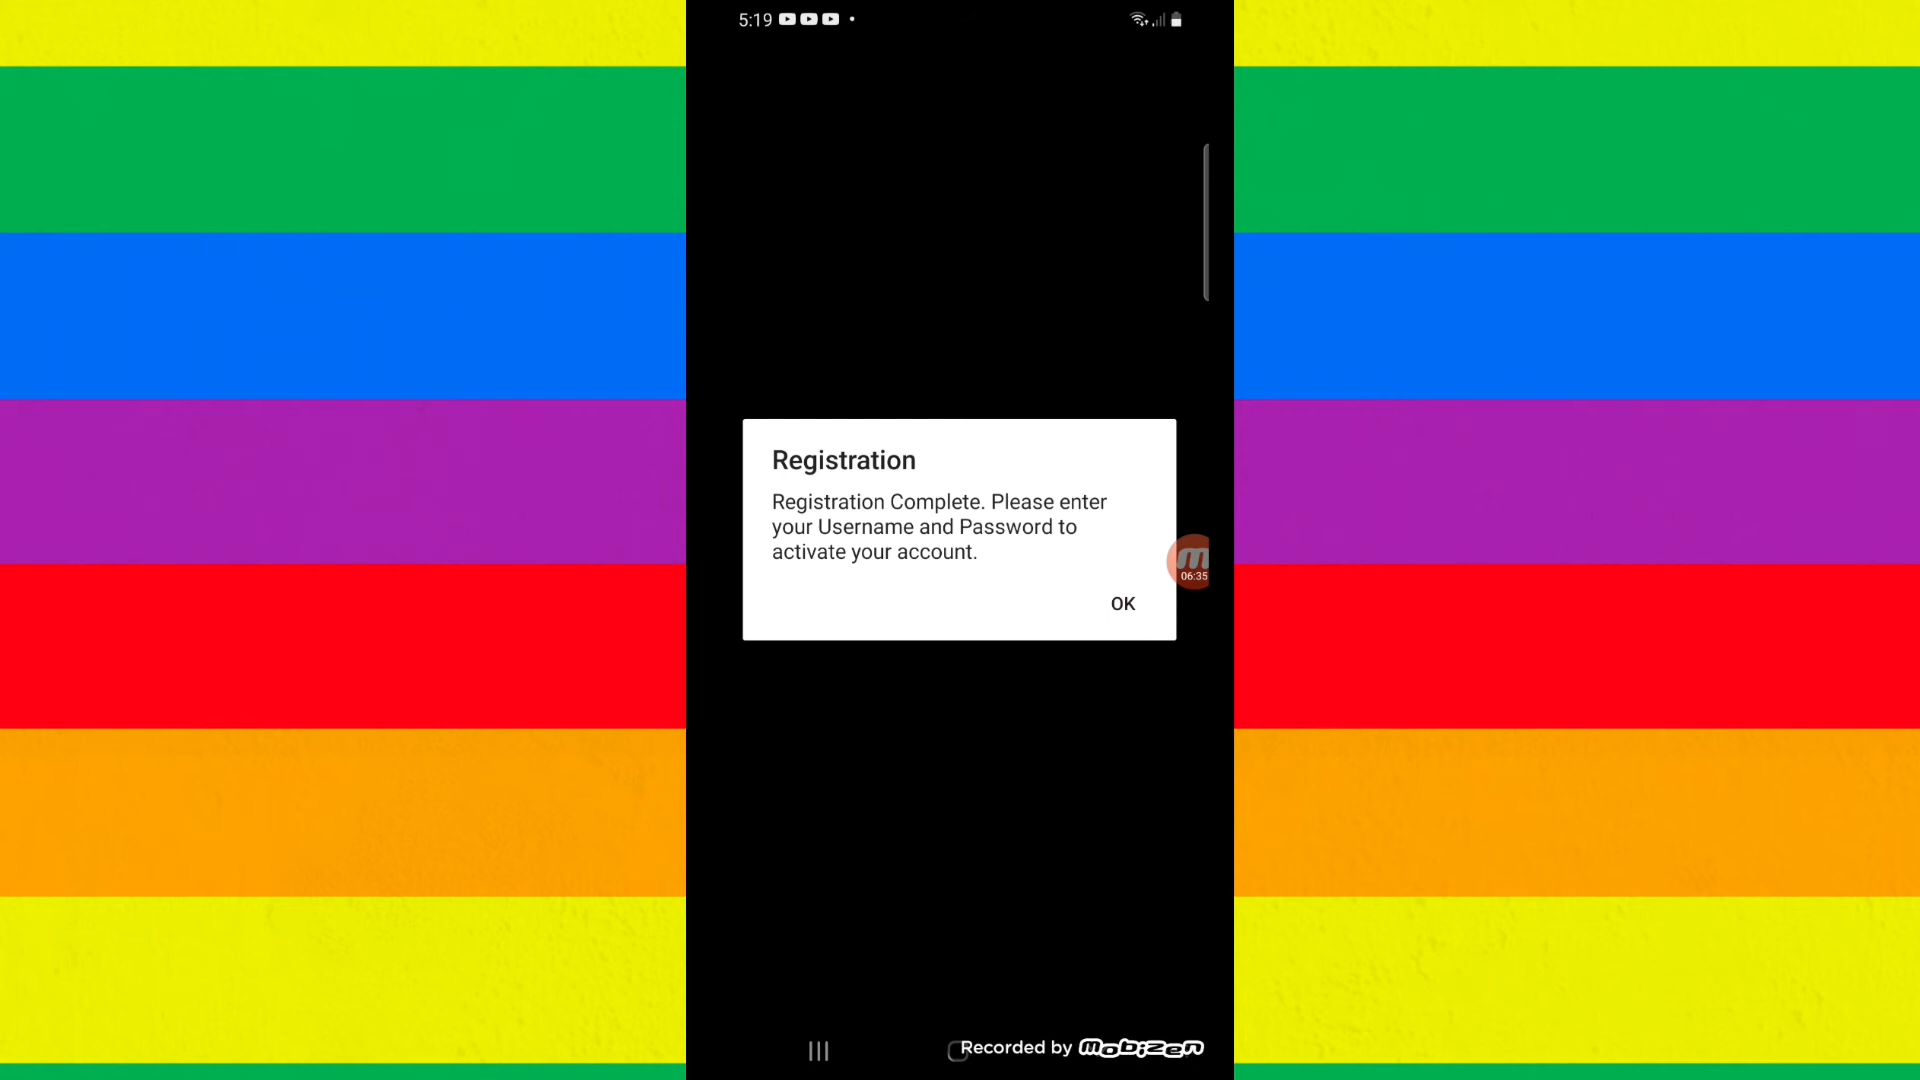 5:19
Registration
Registration Complete. Please enter
your Username and Password to
activate your account.
06:35
OK
Recorded by mobizen